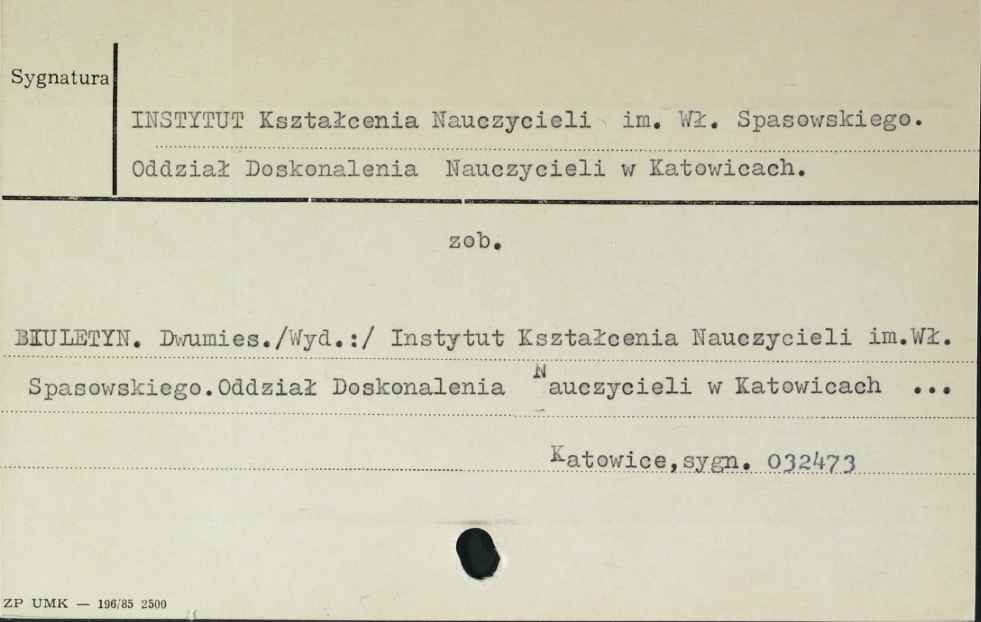 Sygnatura
INSTYTUT Kształcenia Nauczycieli im. Wł. Spasowskiego.
Oddział Doskonalenia Nauczycieli w Katowicach.
zob.
BIULETYN. Dwumies./Wyd.:/ Instytut Kształcenia Nauczycieli im.Wł.
Spasowskiego.Oddział Doskonalenia Nauczycieli w Katowicach ...
Katowice,sygn. 032473
ZP UMK — 196/85 2500